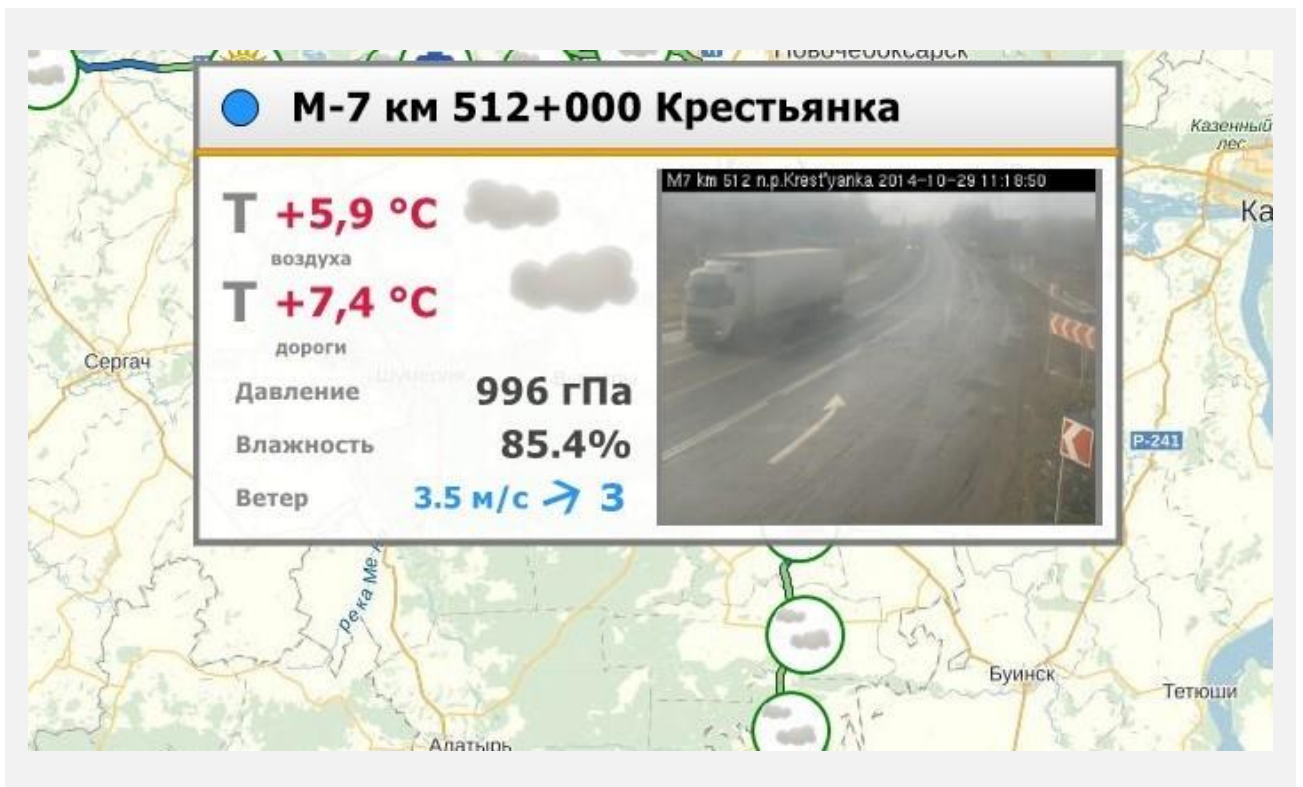 Новочебоксарск
М-7 км 512+000 Крестьянка
Казенный
лес
M7 km 512 n.p.Krest'yanka 2014-10-29 11:18:50
Т +5,9 °C
воздуха
Ка
Т +7,4 °C
дороги
Сергач
Шумерля
Давление 996 гПа
Влажность 85.4%
Р-241
Ветер 3.5 м/с З
река Ме
Буинск
Тетюши
Алатырь